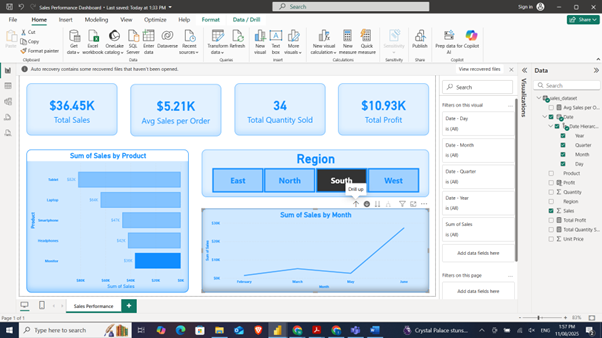 Sales Performance Dashboard • Last saved: Today at 1:33 PM
Search
Sign in
File
Home
Insert
Modeling
View
Optimize
Help
Format
Data / Drill
Share
Paste
Cut
Copy
Format painter
Clipboard
Get data
Excel workbook
OneLake catalog
SQL Server
Enter data
Dataverse
Recent sources
Data
Transform data
Refresh
Queries
New visual
Text box
More visuals
Insert
New visual calculation
New measure
Quick measure
Calculations
Sensitivity
Sensitivity
Publish
Share
Prep data for AI
Copilot
Copilot
Auto recovery contains some recovered files that haven't been opened.
View recovered files
$36.45K
Total Sales
$5.21K
Avg Sales per Order
34
Total Quantity Sold
$10.93K
Total Profit
Sum of Sales by Product
Product
Tablet
Laptop
Smartphone
Headphones
Monitor
Sum of Sales
Region
East
North
South
West
Drill up
Sum of Sales by Month
Sum of Sales
February
March
May
June
Month
Search
Filters on this visual
Date - Day
is (All)
Date - Month
is (All)
Date - Quarter
is (All)
Date - Year
is (All)
Sum of Sales
is (All)
Add data fields here
Filters on this page
Add data fields here
Visualizations
Data
Search
sales_dataset
Avg Sales per O...
Date
Date Hierarc...
Year
Quarter
Month
Day
Product
Profit
Quantity
Region
Sales
Total Profit
Total Quantity S...
Unit Price
Sales Performance
Page 1 of 1
83%
Type here to search
Crystal Palace stuns...
ENG
1:57 PM
11/08/2025